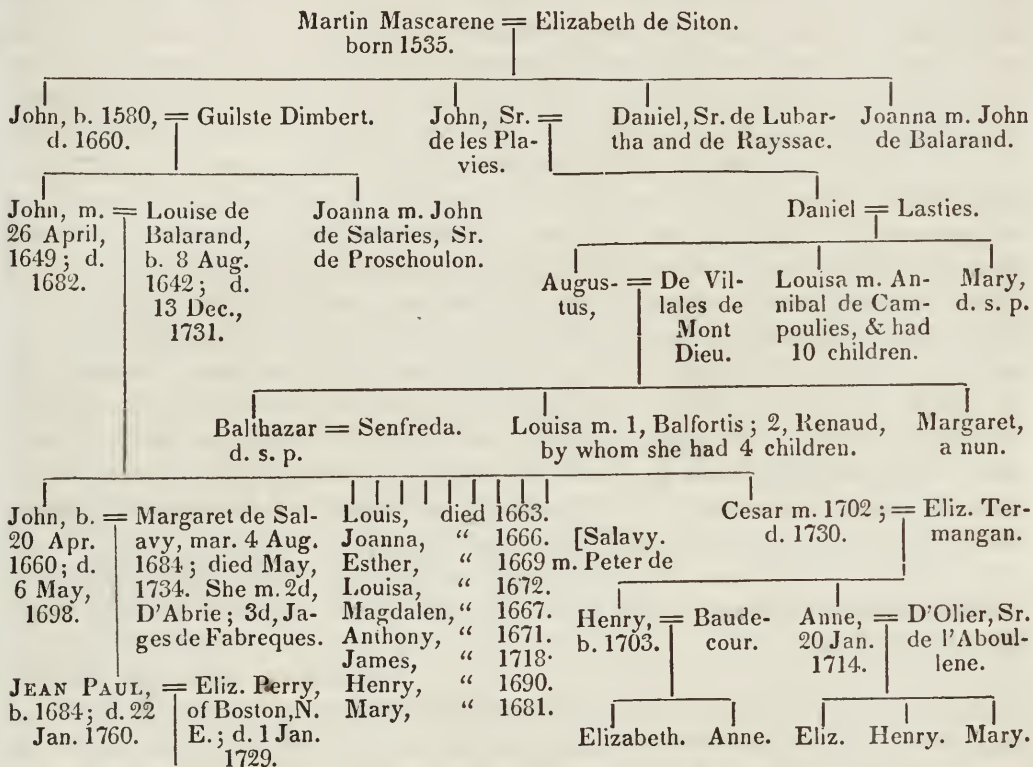 Martin Mascarene = Elizabeth de Siton.
born 1535.
John, b. 1580, = Guilste Dimbert.
d. 1660.
John, Sr. =
de les Pla-
vies.
Daniel, Sr. de Lubar-
tha and de Rayssac.
Joanna m. John
de Balarand.
John, m. =
26 April,
1649; d.
1682.
Louise de
Balarand,
b. 8 Aug.
1642; d.
13 Dec.,
1731.
Joanna m. John
de Salaries, Sr.
de Proschoulon.
Daniel = Lasties.
Augus- =
tus,
De Vil-
lales de
Mont
Dieu.
Louisa m. An-
nibal de Cam-
poulies, & had
10 children.
Mary,
d. s. p.
Balthazar = Senfreda.
d. s. p.
Louisa m. 1, Balfortis; 2, Renaud,
by whom she had 4 children.
Margaret,
a nun.
John, b. =
20 Apr.
1660; d.
6 May,
1698.
Margaret de Sal-
avy, mar. 4 Aug.
1684; died May,
1734. She m. 2d,
D'Abrie; 3d, Ja-
ges de Fabreques.
Louis, died 1663.
Joanna, " 1666. [Salavy.
Esther, " 1669 m. Peter de
Louisa, " 1672.
Magdalen, " 1667.
Anthony, " 1671.
James, " 1718.
Henry, " 1690.
Mary, " 1681.
Cesar m. 1702; =
d. 1730.
Eliz. Ter-
mangan.
Henry, =
b. 1703.
Baude-
cour.
Anne, =
20 Jan.
1714.
D'Olier, Sr.
de l'Aboul-
lene.
JEAN PAUL, =
b. 1684; d. 22
Jan. 1760.
Eliz. Perry,
of Boston, N.
E.; d. 1 Jan.
1729.
Elizabeth. Anne. Eliz. Henry. Mary.